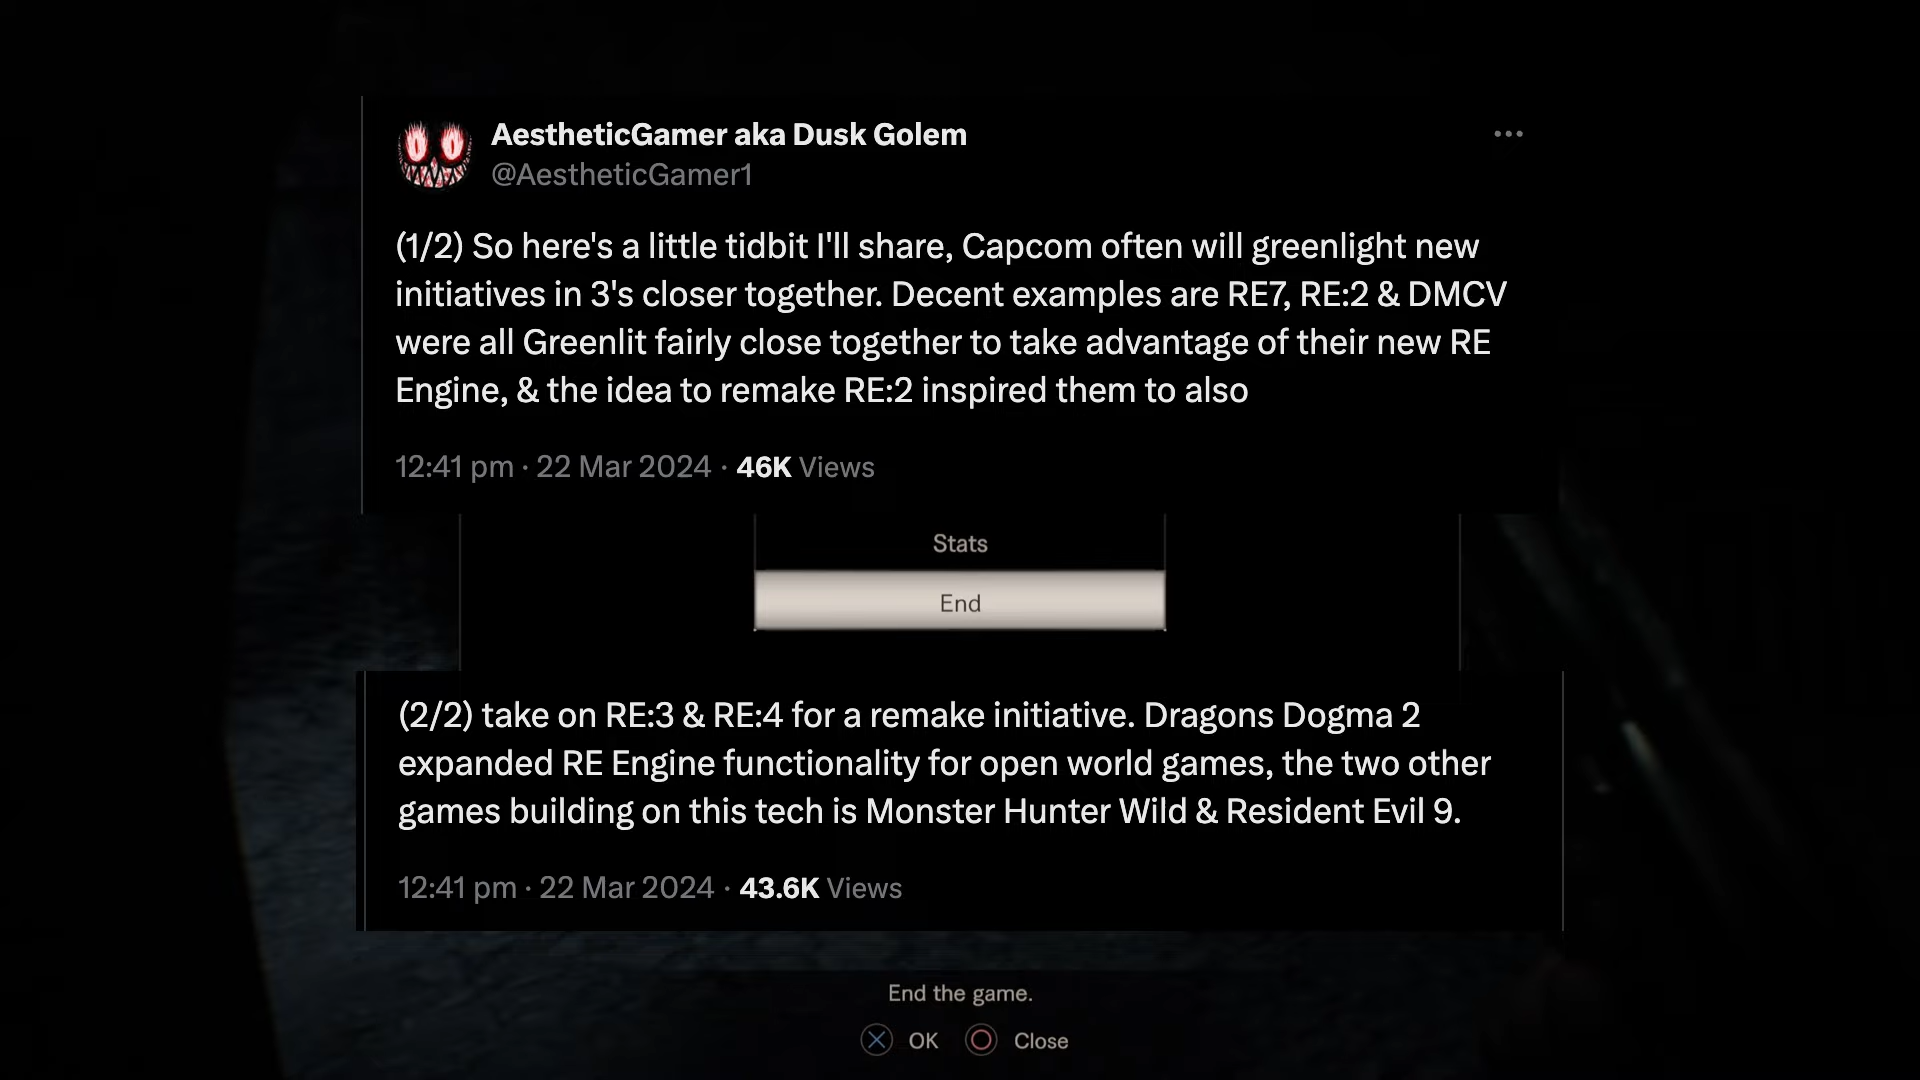 AestheticGamer aka Dusk Golem
@AestheticGamer1
(1/2) So here's a little tidbit I'll share, Capcom often will greenlight new
initiatives in 3's closer together. Decent examples are RE7, RE:2 & DMCV
were all Greenlit fairly close together to take advantage of their new RE
Engine, & the idea to remake RE:2 inspired them to also
12:41 pm · 22 Mar 2024 · 46K Views
Stats
End
(2/2) take on RE:3 & RE:4 for a remake initiative. Dragons Dogma 2
expanded RE Engine functionality for open world games, the two other
games building on this tech is Monster Hunter Wild & Resident Evil 9.
12:41 pm · 22 Mar 2024 · 43.6K Views
End the game.
OK Close